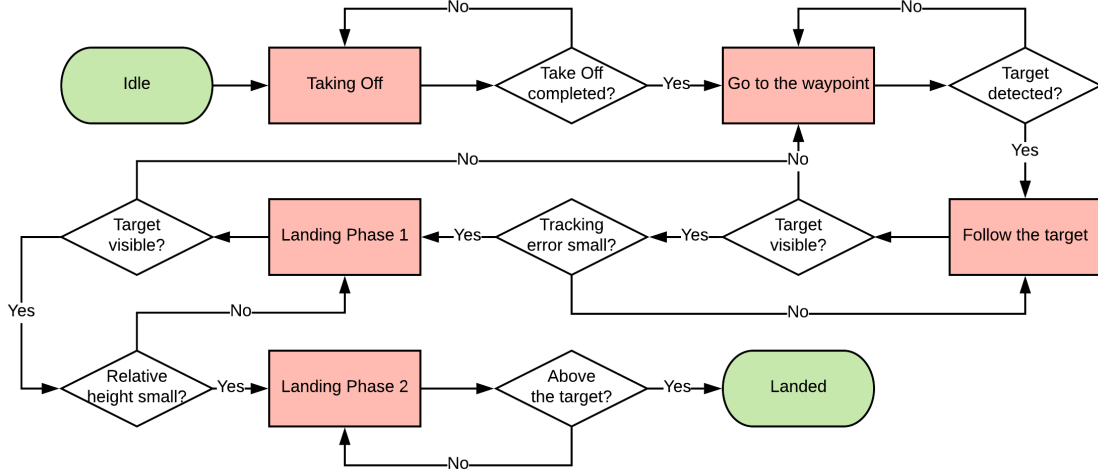 No
No
Idle
Taking Off
Take Off
completed?
Yes
Go to the waypoint
Target
detected?
Yes
No
No
Target
visible?
Landing Phase 1
Yes
Tracking
error small?
Yes
Target
visible?
Follow the target
Yes
No
No
Relative
height small?
Yes
Landing Phase 2
Above
the target?
Yes
Landed
No